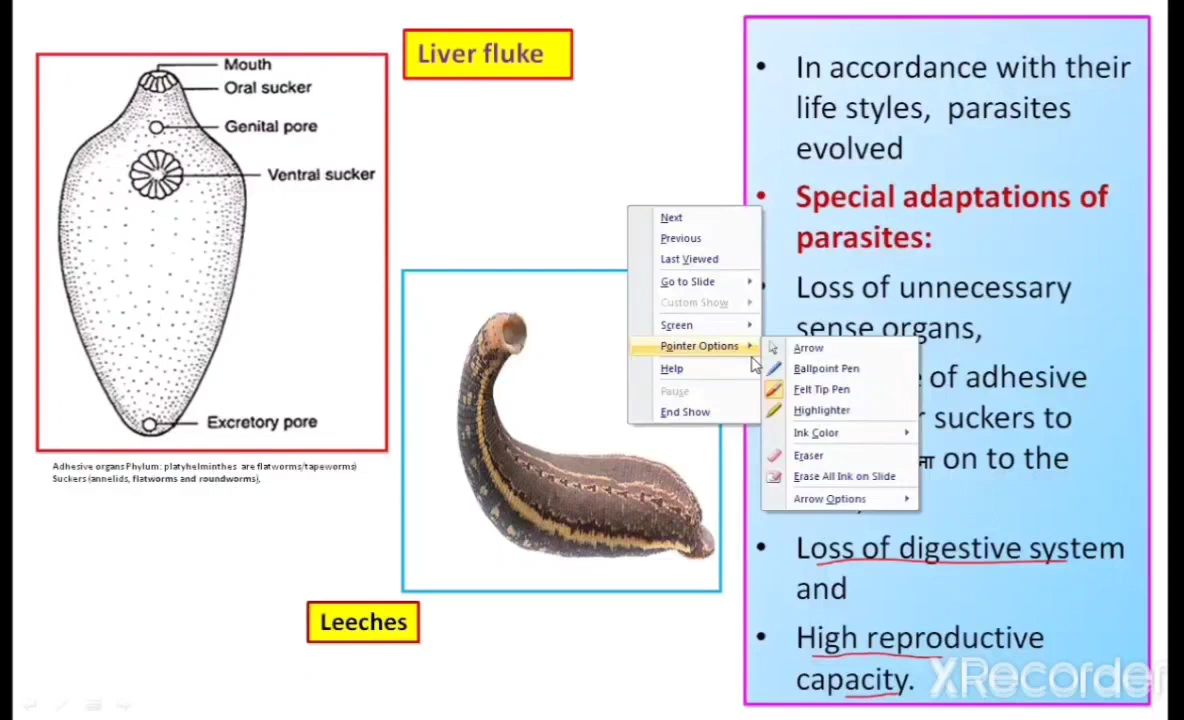 Liver fluke
Mouth
Oral sucker
Genital pore
Ventral sucker
Excretory pore
Adhesive organs Phylum: platyhelminthes are flatworms/tapeworms)
Suckers (annelids, flatworms and roundworms),
Leeches
• In accordance with their
life styles, parasites
evolved
• Special adaptations of
parasites:
Loss of unnecessary
sense organs,
of adhesive
suckers to
on to the
• Loss of digestive system
and
• High reproductive
capacity.
Next
Previous
Last Viewed
Go to Slide
Custom Show
Screen
Pointer Options
Help
Pause
End Show
Arrow
Ballpoint Pen
Felt Tip Pen
Highlighter
Ink Color
Eraser
Erase All Ink on Slide
Arrow Options
XRecorder